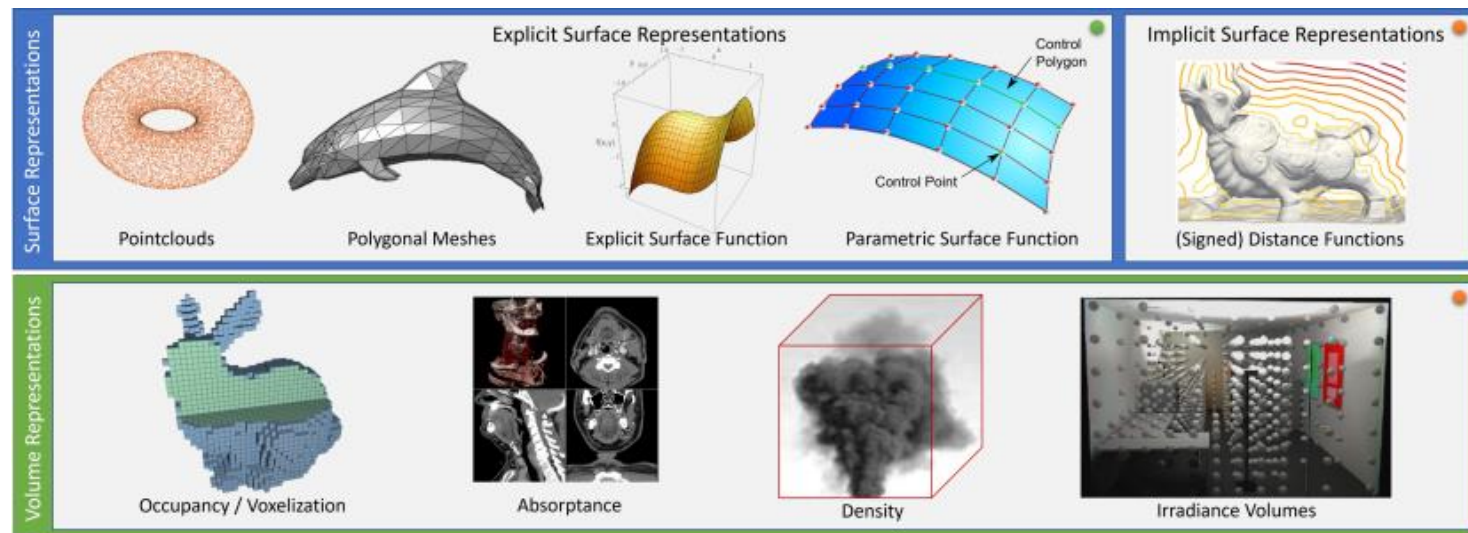 Surface Representations
Explicit Surface Representations
Control
Polygon
Control Point
Pointclouds
Polygonal Meshes
Explicit Surface Function
Parametric Surface Function
Implicit Surface Representations
(Signed) Distance Functions
Volume Representations
Occupancy / Voxelization
Absorptance
Density
Irradiance Volumes